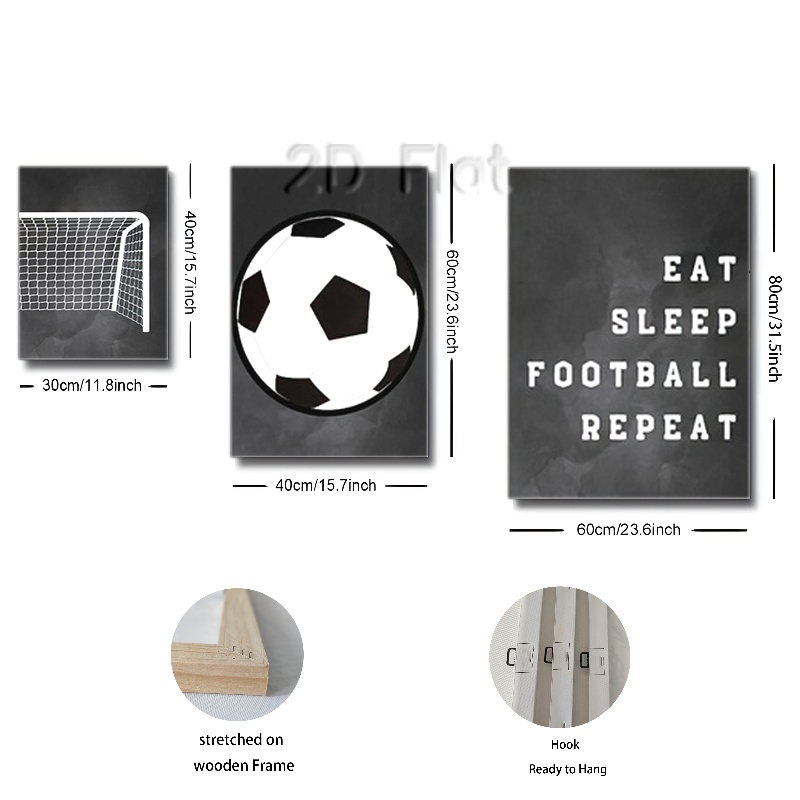 2D Flat
40cm/15.7inch
30cm/11.8inch
60cm/23.6inch
40cm/15.7inch
EAT
SLEEP
FOOTBALL
REPEAT
80cm/31.5inch
60cm/23.6inch
stretched on
wooden Frame
Hook
Ready to Hang